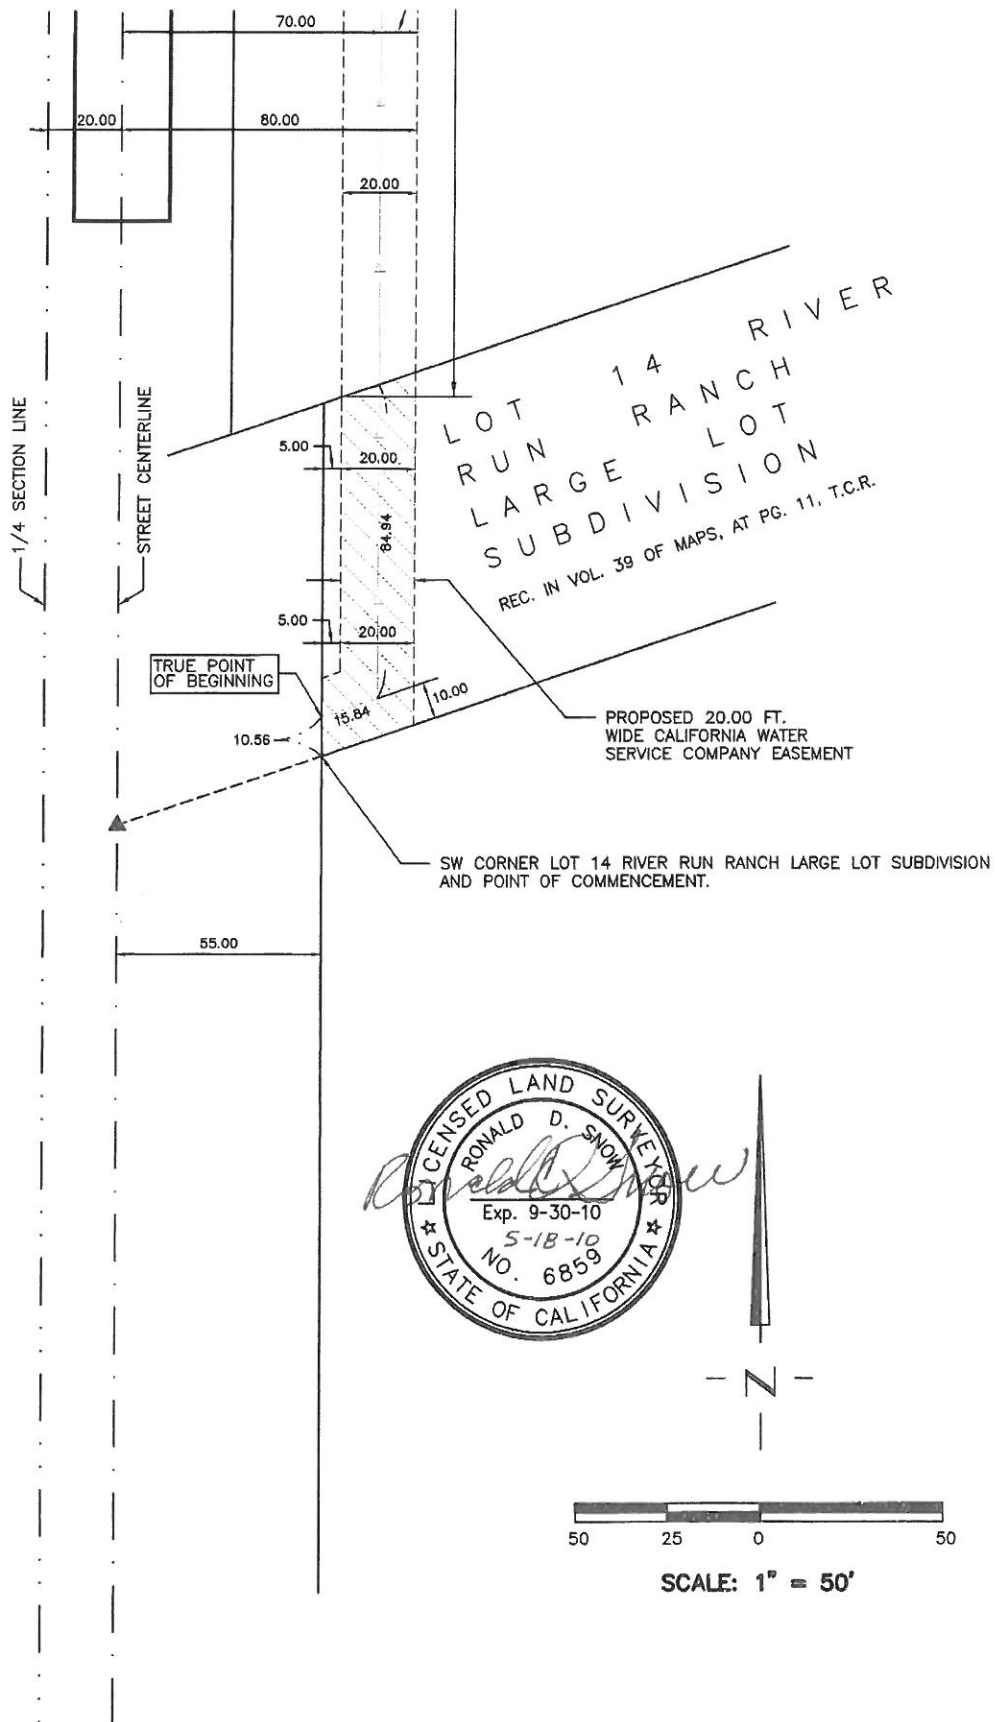 70.00
20.00
80.00
20.00
1/4 SECTION LINE
STREET CENTERLINE
LOT 14 RIVER
RUN RANCH
LARGE LOT
SUBDIVISION
REC. IN VOL. 39 OF MAPS, AT PG. 11, T.C.R.
5.00
20.00
84.94
5.00
20.00
TRUE POINT
OF BEGINNING
10.00
15.84
10.56
PROPOSED 20.00 FT.
WIDE CALIFORNIA WATER
SERVICE COMPANY EASEMENT
SW CORNER LOT 14 RIVER RUN RANCH LARGE LOT SUBDIVISION
AND POINT OF COMMENCEMENT.
55.00
LICENSED LAND SURVEYOR
RONALD D. SNOW
Ronald D Snow
Exp. 9-30-10
5-18-10
NO. 6859
STATE OF CALIFORNIA
N
50 25 0 50
SCALE: 1" = 50'